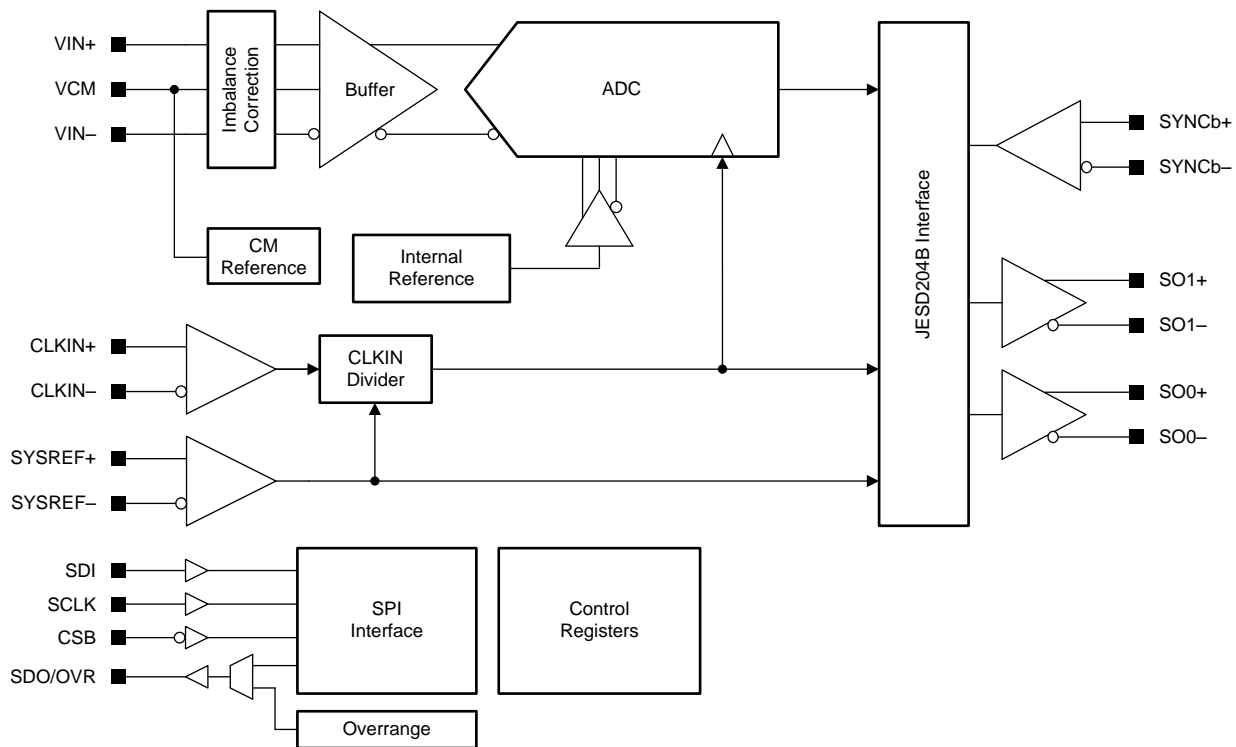 VIN+
VCM
VIN–
Imbalance
Correction
Buffer
ADC
JESD204B Interface
SYNCb+
SYNCb–
CM
Reference
Internal
Reference
SO1+
SO1–
CLKIN+
CLKIN–
CLKIN
Divider
SO0+
SO0–
SYSREF+
SYSREF–
SDI
SCLK
CSB
SDO/OVR
SPI
Interface
Control
Registers
Overrange